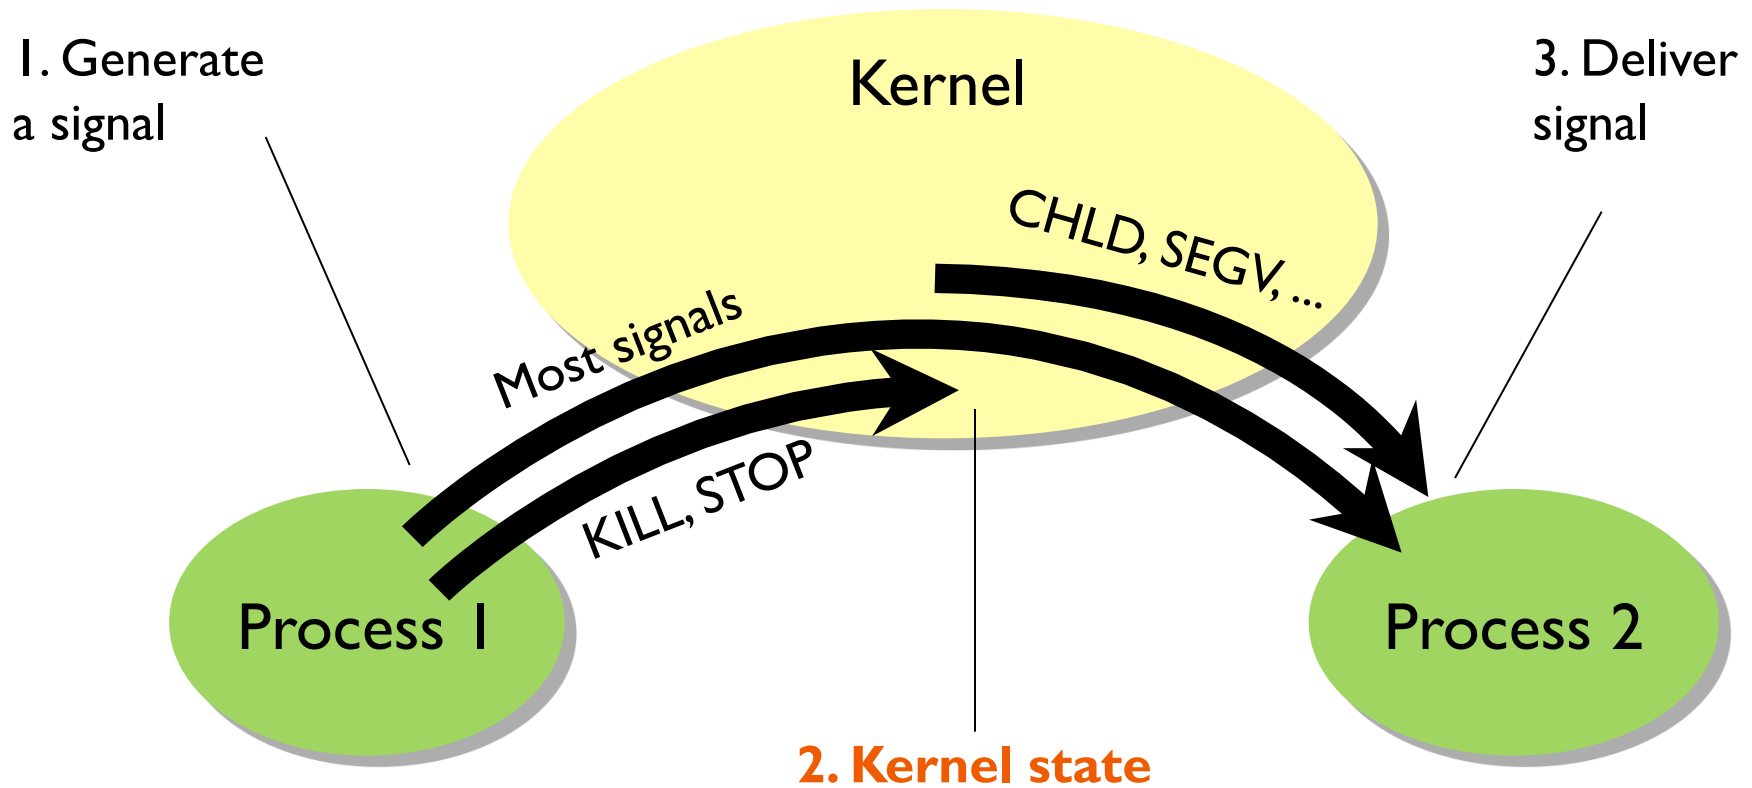 1. Generate
a signal
Kernel
3. Deliver
signal
CHLD, SEGV, ...
Most signals
KILL, STOP
Process 1
Process 2
2. Kernel state